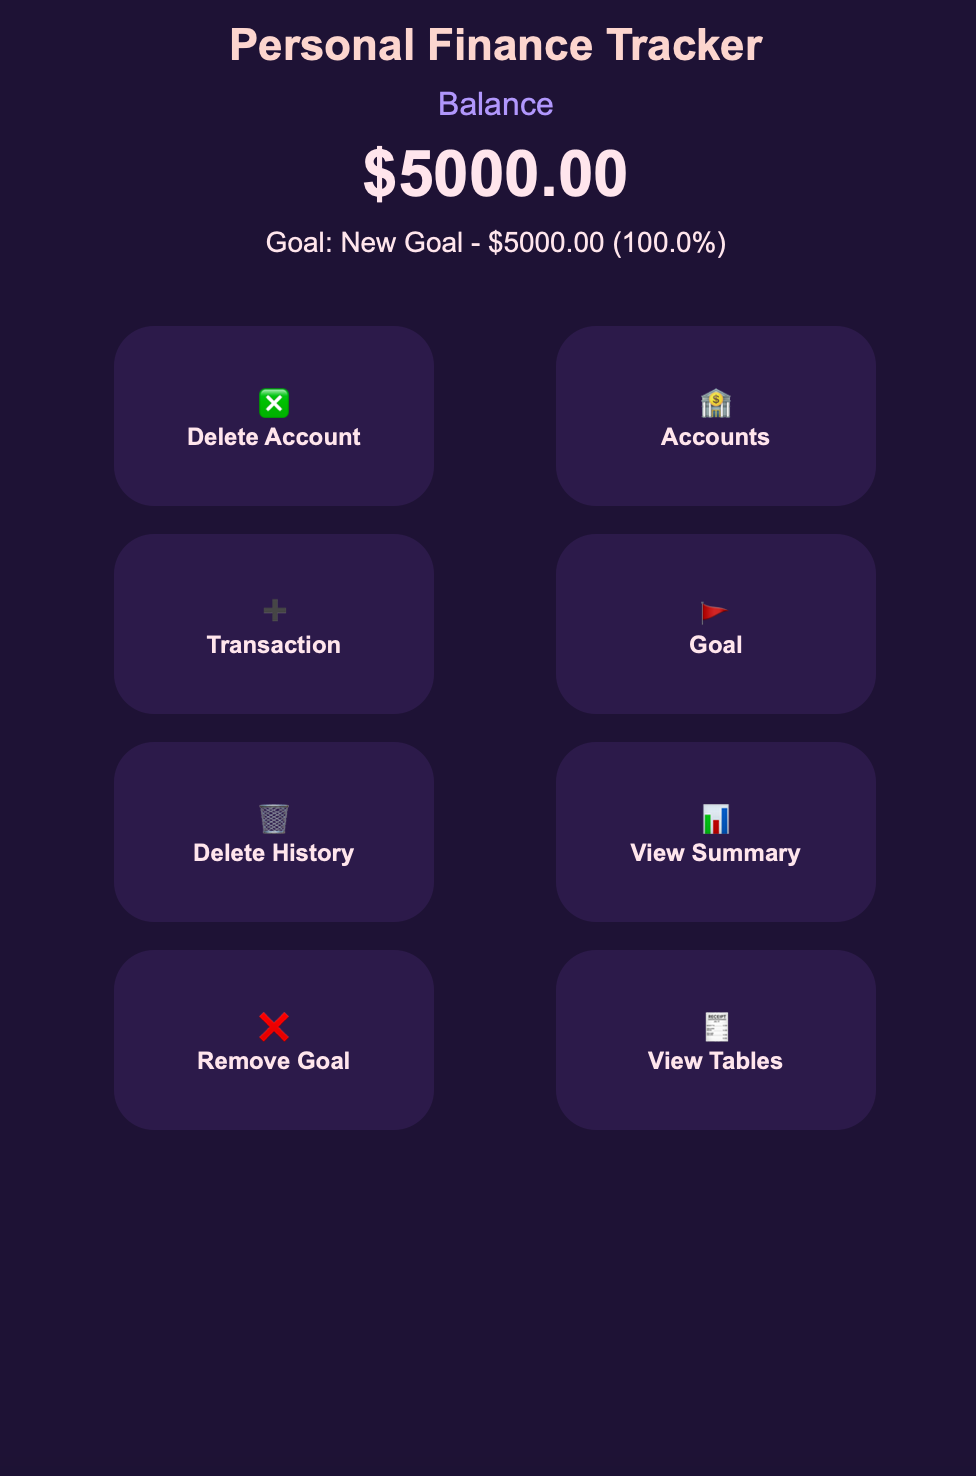 Personal Finance Tracker
Balance
$5000.00
Goal: New Goal - $5000.00 (100.0%)
Delete Account
Accounts
Transaction
Goal
Delete History
View Summary
Remove Goal
RECEIPT
View Tables